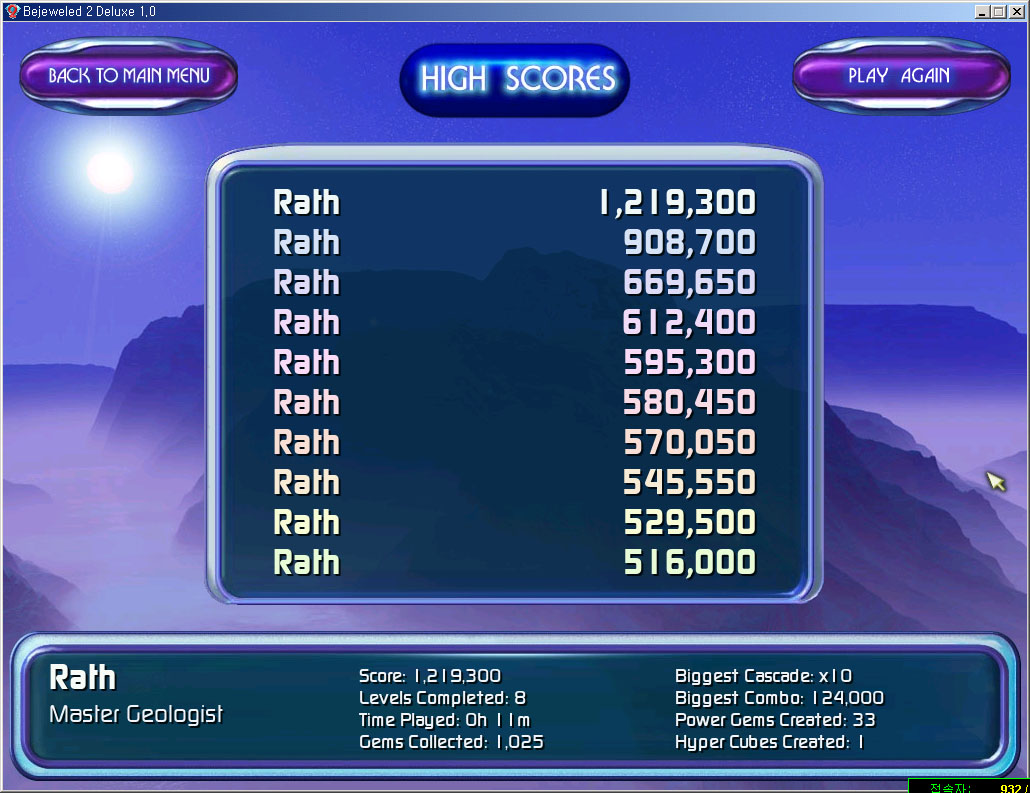 Bejeweled 2 Deluxe 1.0
BACK TO MAIN MENU
HIGH SCORES
PLAY AGAIN
Rath 1,219,300
Rath 908,700
Rath 669,650
Rath 612,400
Rath 595,300
Rath 580,450
Rath 570,050
Rath 545,550
Rath 529,500
Rath 516,000
Rath
Master Geologist
Score: 1,219,300
Levels Completed: 8
Time Played: 0h 11m
Gems Collected: 1,025
Biggest Cascade: x10
Biggest Combo: 124,000
Power Gems Created: 33
Hyper Cubes Created: 1
접속자: 932/